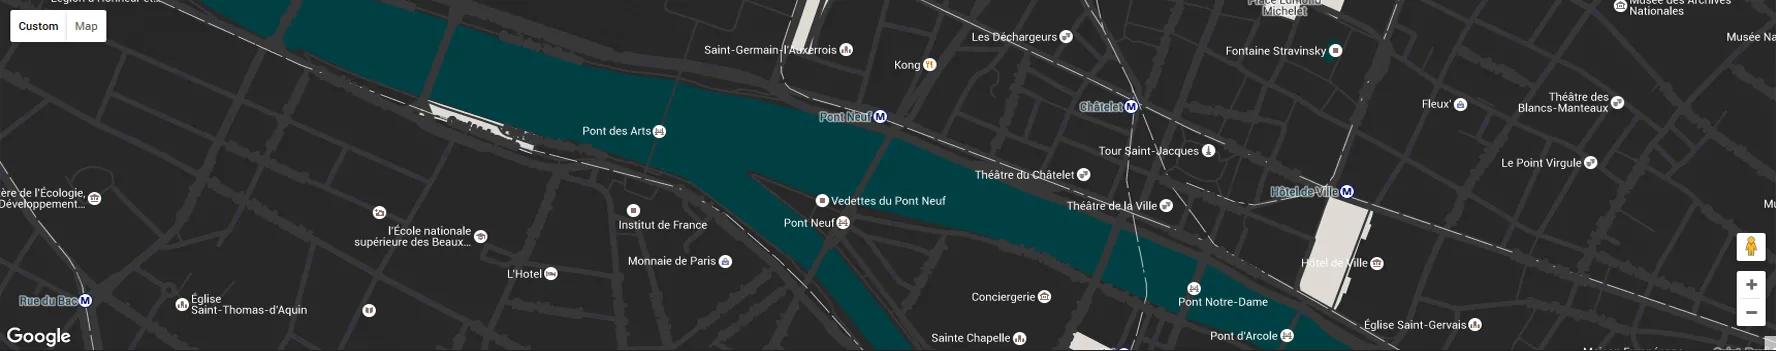 Custom Map
Place Edmond
Michelet
Musée des Archives
Nationales
Les Déchargeurs
Musée Na
Saint-Germain-l'Auxerrois
Fontaine Stravinsky
Kong
Châtelet
Fleux'
Théâtre des
Blancs-Manteaux
Pont Neuf
Pont des Arts
Tour Saint-Jacques
Le Point Virgule
Théâtre du Châtelet
ère de l'Écologie,
Développement...
Hôtel de Ville
Vedettes du Pont Neuf
Théâtre de la Ville
Institut de France
Pont Neuf
l'École nationale
supérieure des Beaux...
Monnaie de Paris
Hôtel de Ville
L'Hotel
Rue du Bac
Église
Saint-Thomas-d'Aquin
Conciergerie
Pont Notre-Dame
Google
Sainte Chapelle
Pont d'Arcole
Église Saint-Gervais